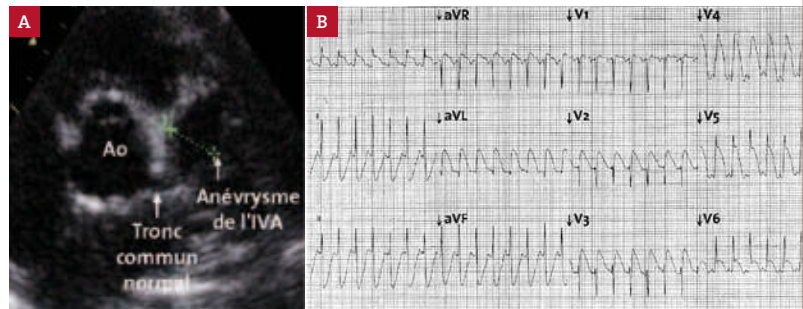 A
Ao
Anévrysme
de l'IVA
Tronc
commun
normal
B
aVR
V1
V4
aVL
V2
V5
aVF
V3
V6